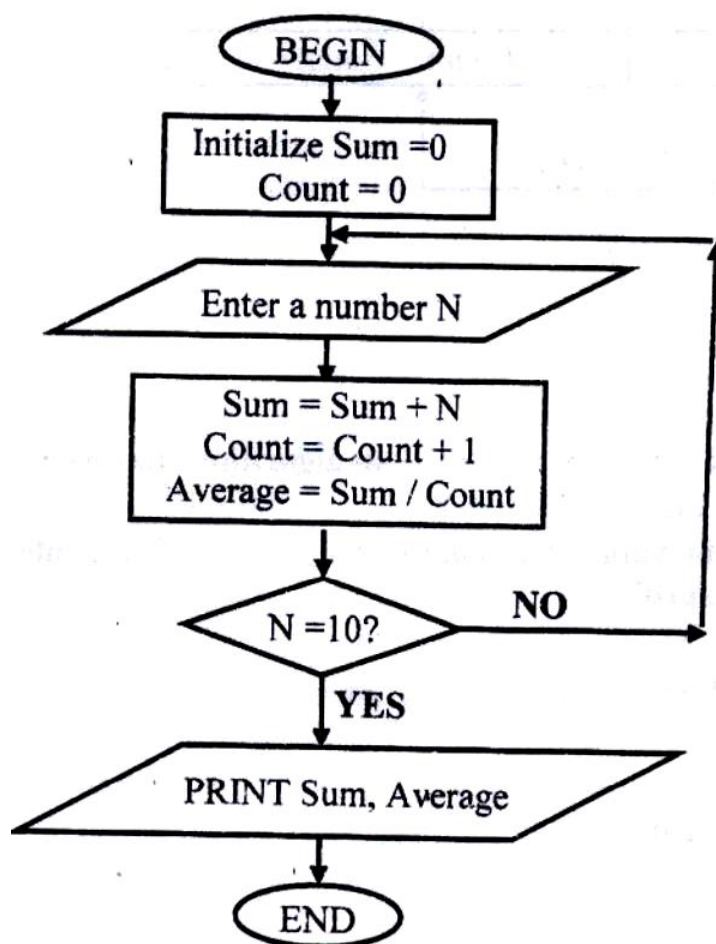 BEGIN
Initialize Sum =0
Count = 0
Enter a number N
Sum = Sum + N
Count = Count + 1
Average = Sum / Count
N =10?
NO
YES
PRINT Sum, Average
END